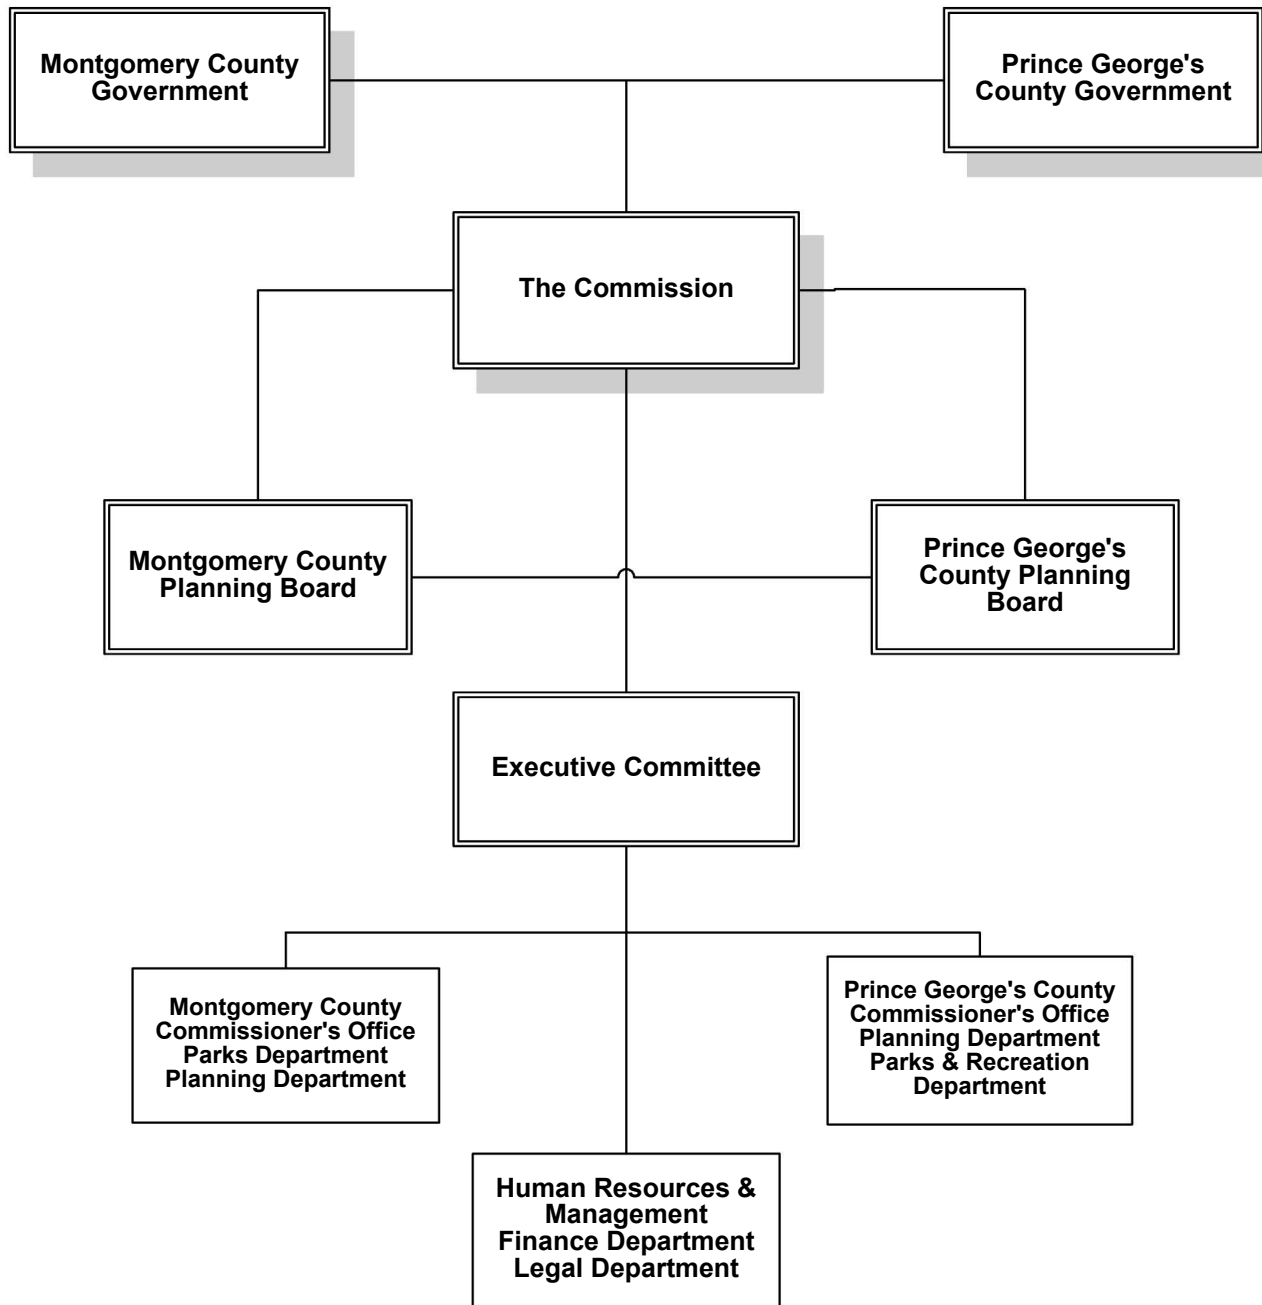 Montgomery County
Government
Prince George's
County Government
The Commission
Montgomery County
Planning Board
Prince George's
County Planning
Board
Executive Committee
Montgomery County
Commissioner's Office
Parks Department
Planning Department
Prince George's County
Commissioner's Office
Planning Department
Parks & Recreation
Department
Human Resources &
Management
Finance Department
Legal Department